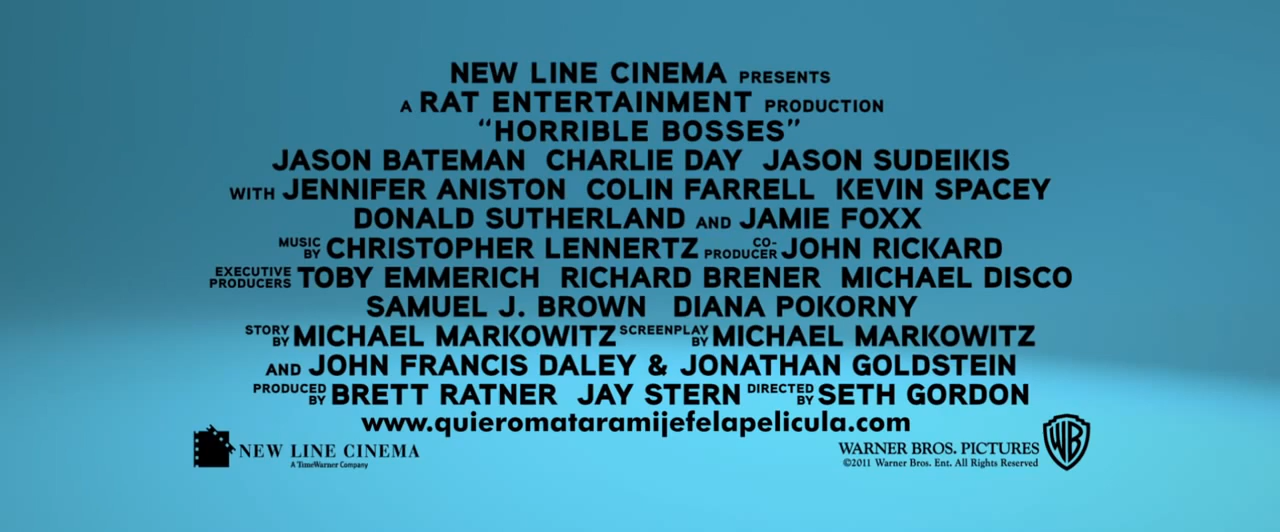 NEW LINE CINEMA PRESENTS
A RAT ENTERTAINMENT PRODUCTION
“HORRIBLE BOSSES”
JASON BATEMAN CHARLIE DAY JASON SUDEIKIS
WITH JENNIFER ANISTON COLIN FARRELL KEVIN SPACEY
DONALD SUTHERLAND AND JAMIE FOXX
MUSIC BY CHRISTOPHER LENNERTZ CO-PRODUCER JOHN RICKARD
EXECUTIVE PRODUCERS TOBY EMMERICH RICHARD BRENER MICHAEL DISCO
SAMUEL J. BROWN DIANA POKORNY
STORY BY MICHAEL MARKOWITZ SCREENPLAY BY MICHAEL MARKOWITZ
AND JOHN FRANCIS DALEY & JONATHAN GOLDSTEIN
PRODUCED BY BRETT RATNER JAY STERN DIRECTED BY SETH GORDON
www.quieromataramijefelapelicula.com
NEW LINE CINEMA
A TimeWarner Company
WARNER BROS. PICTURES
©2011 Warner Bros. Ent. All Rights Reserved
WB